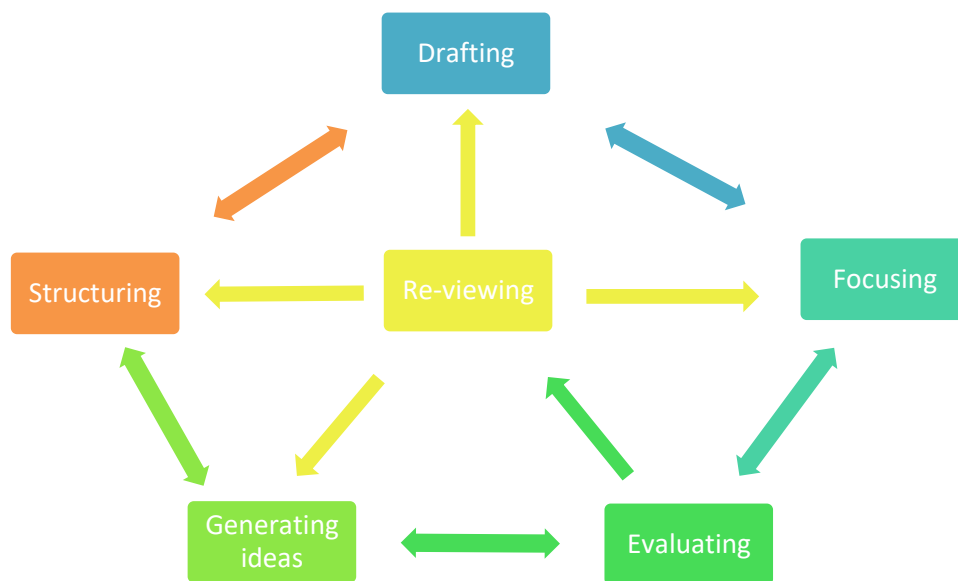 Drafting
Structuring
Re-viewing
Focusing
Generating
ideas
Evaluating